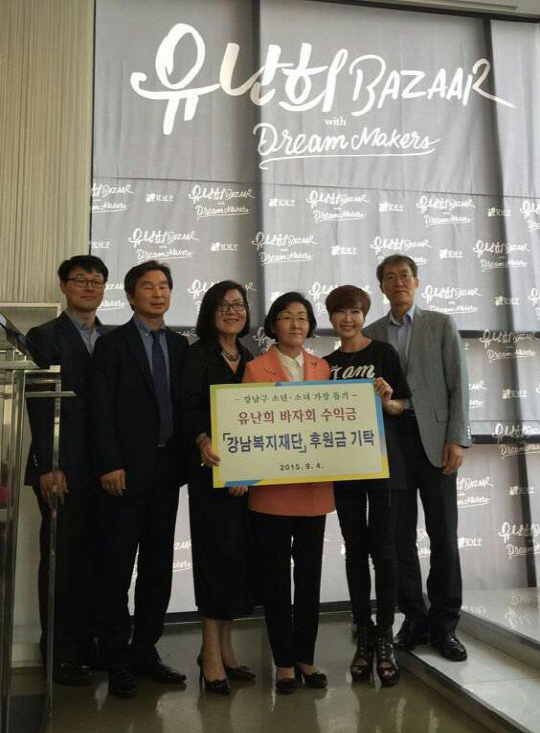 유난희 BAZAAR
with
Dream Makers
- 강남구 소년·소녀 가장 돕기 -
유난희 바자회 수익금
「강남복지재단」 후원금 기탁
2015. 9. 4.
am